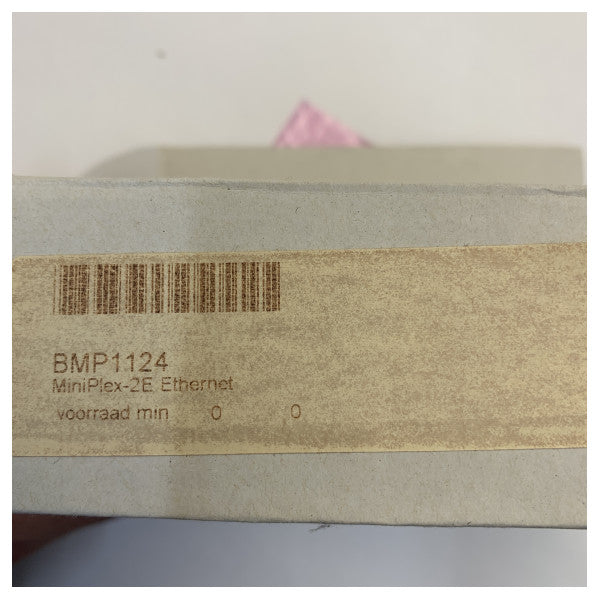 BMP1124
MiniPlex-2E Ethernet
voorraad min 0 0